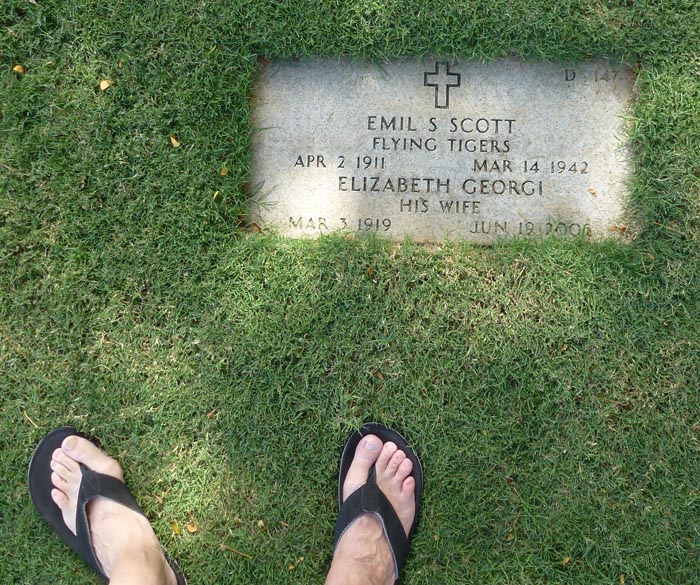 D 147
EMIL S SCOTT
FLYING TIGERS
APR 2 1911 MAR 14 1942
ELIZABETH GEORGI
HIS WIFE
MAR 3 1919 JUN 19 2006